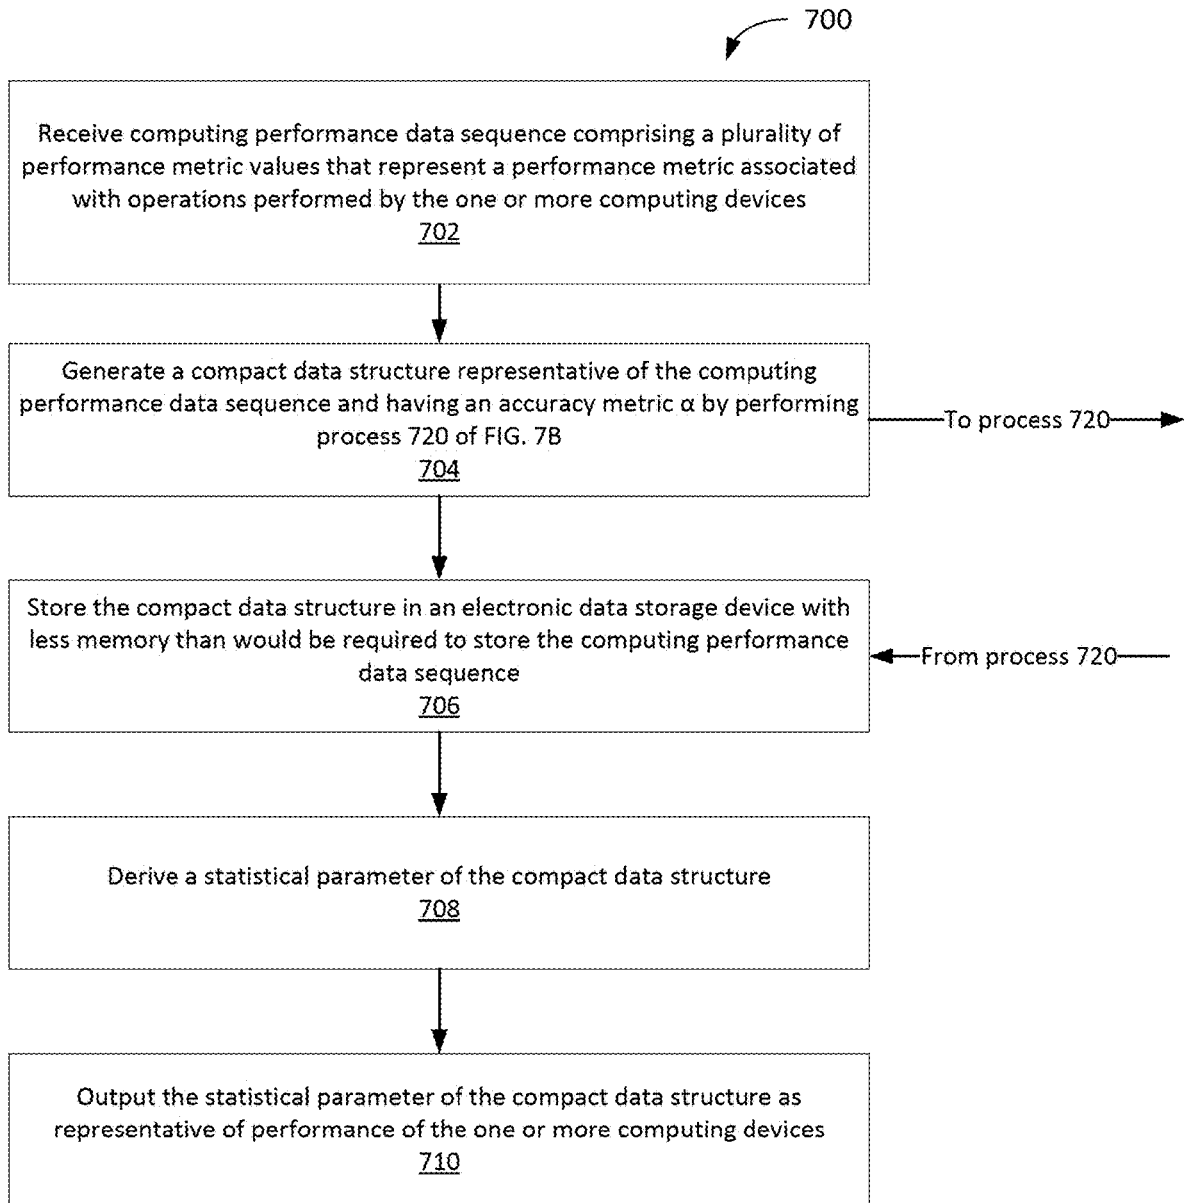 700
Receive computing performance data sequence comprising a plurality of
performance metric values that represent a performance metric associated
with operations performed by the one or more computing devices
702
Generate a compact data structure representative of the computing
performance data sequence and having an accuracy metric α by performing
process 720 of FIG. 7B
704
To process 720
Store the compact data structure in an electronic data storage device with
less memory than would be required to store the computing performance
data sequence
706
From process 720
Derive a statistical parameter of the compact data structure
708
Output the statistical parameter of the compact data structure as
representative of performance of the one or more computing devices
710